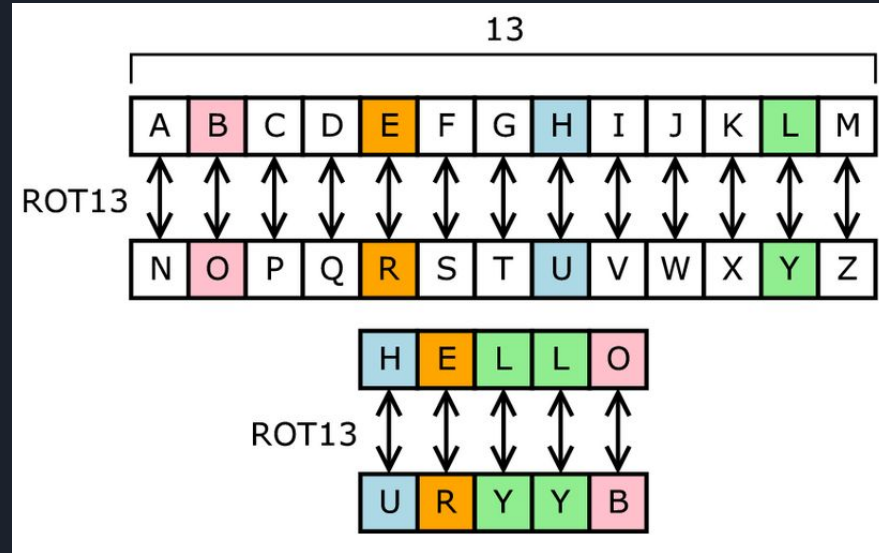 13
A B C D E F G H I J K L M
ROT13
N O P Q R S T U V W X Y Z
H E L L O
ROT13
U R Y Y B